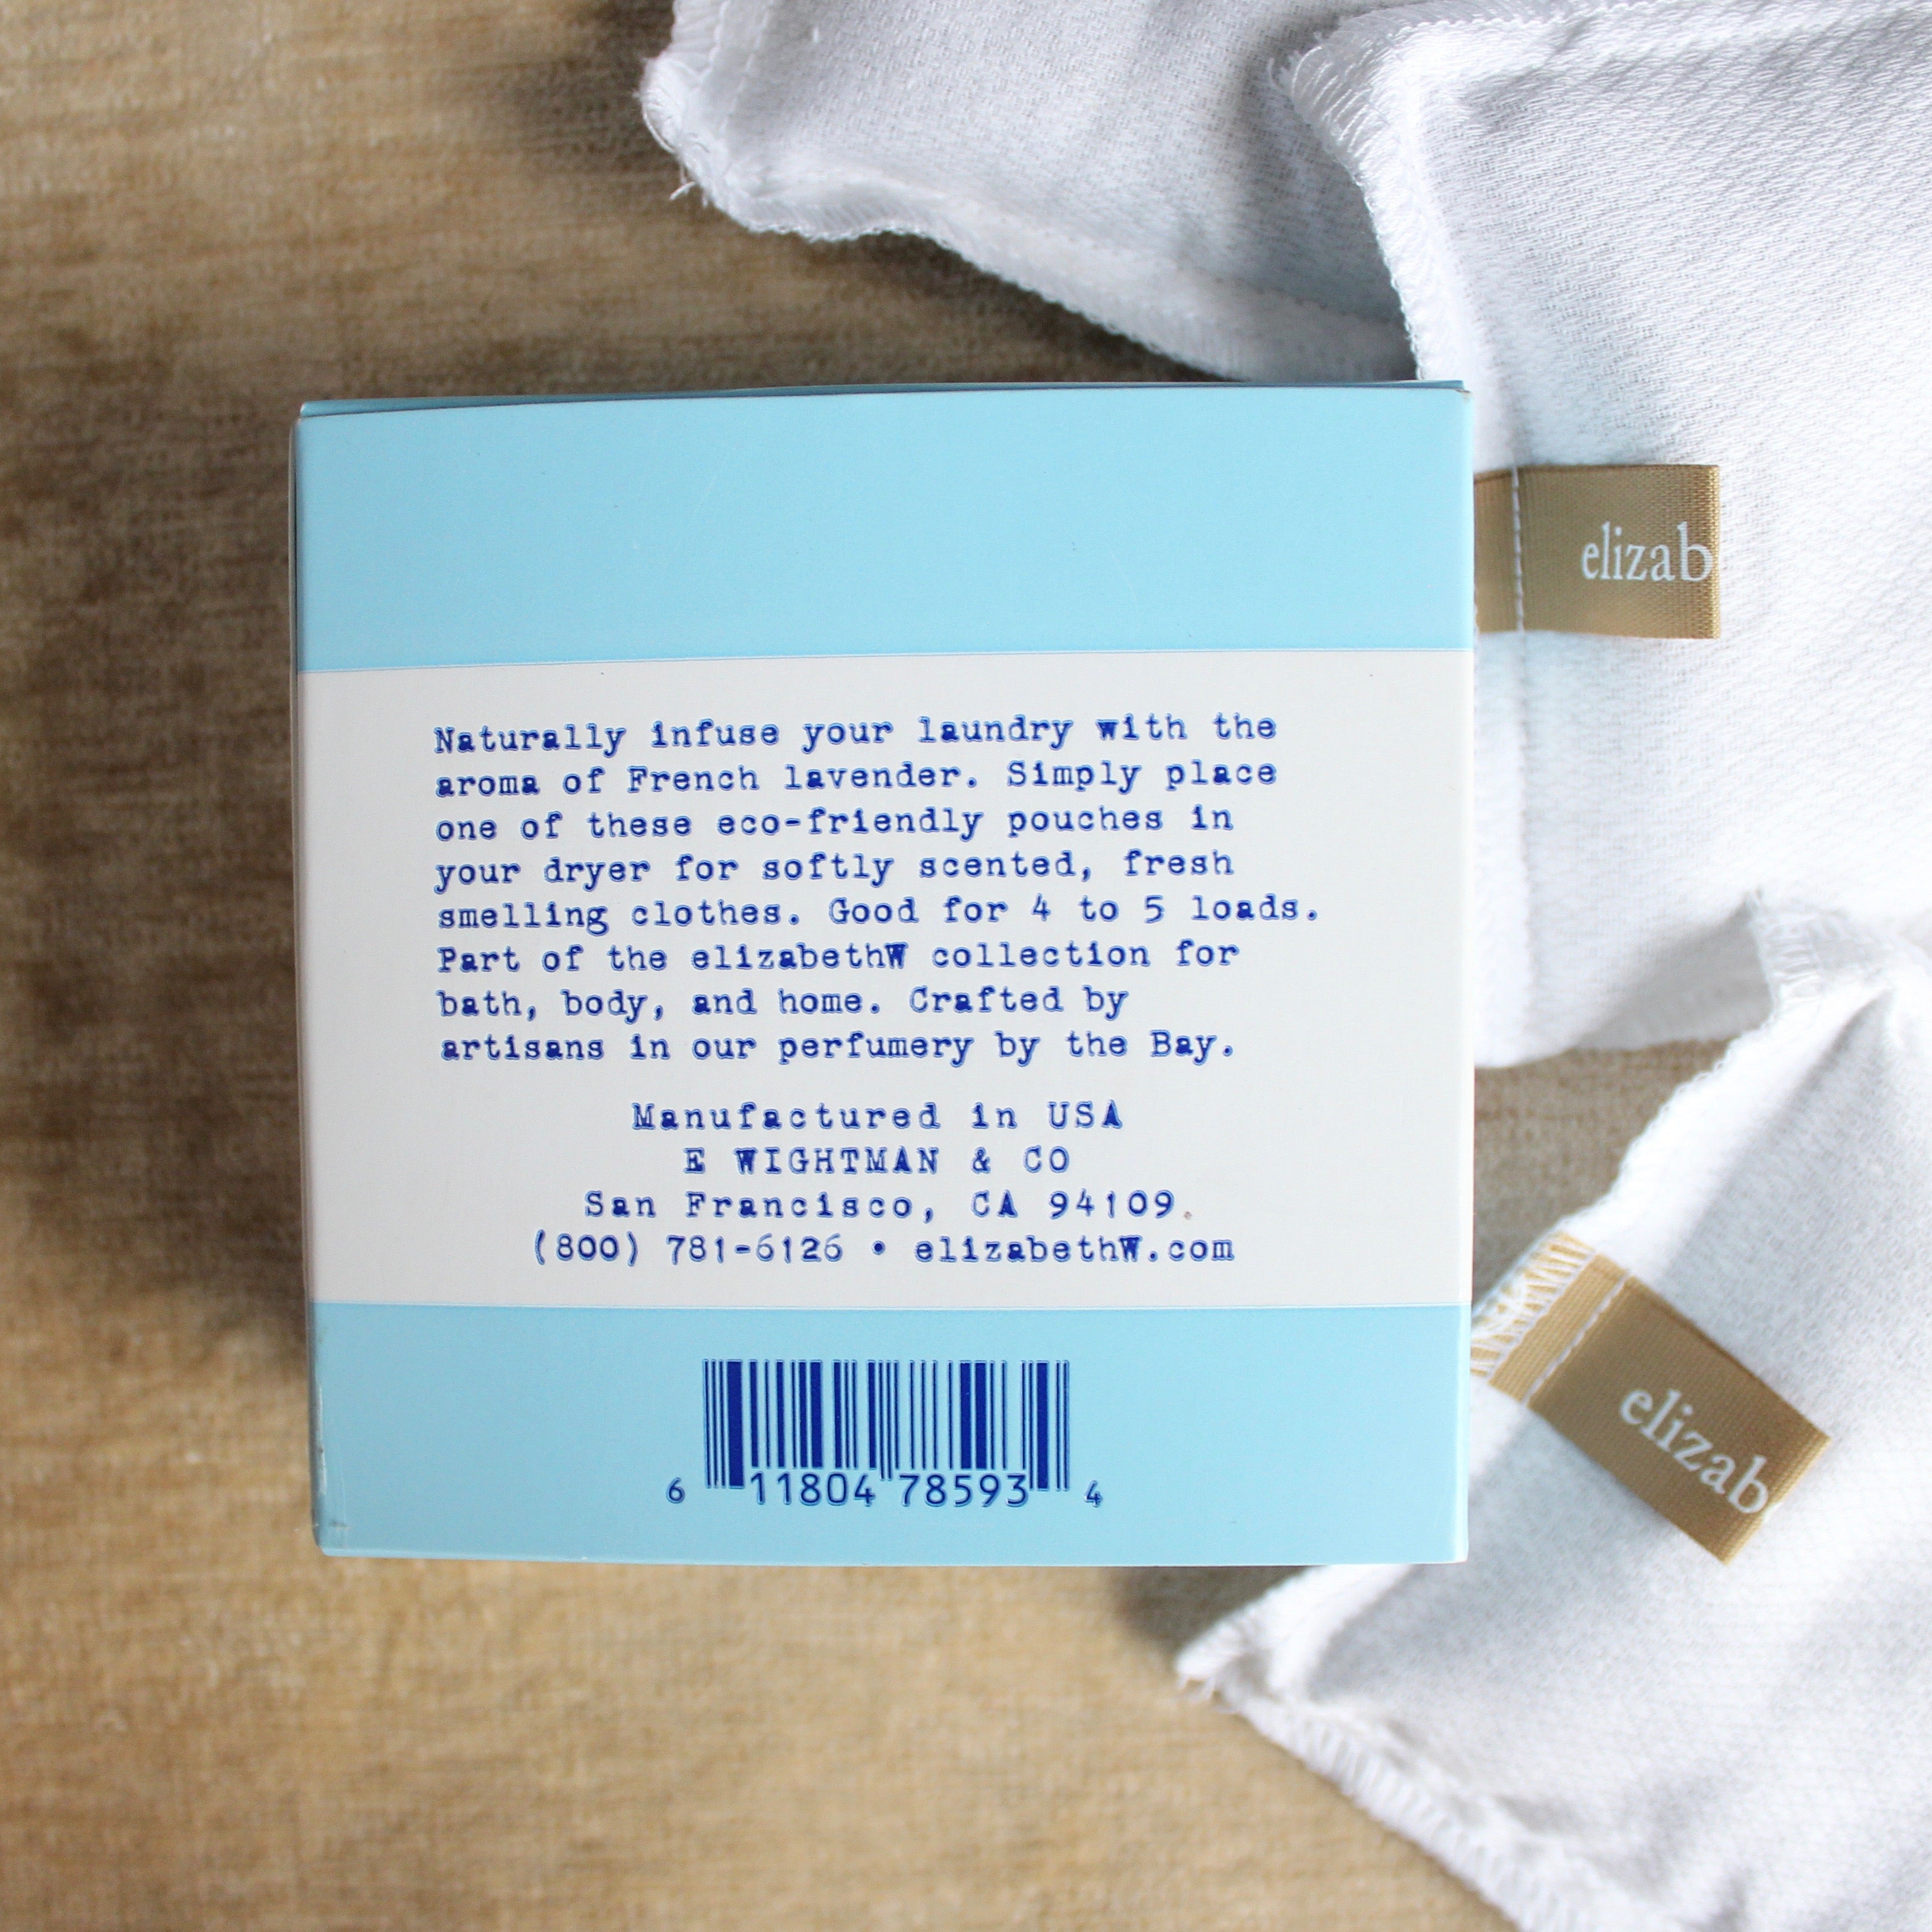 elizab
Naturally infuse your laundry with the
aroma of French lavender. Simply place
one of these eco-friendly pouches in
your dryer for softly scented, fresh
smelling clothes. Good for 4 to 5 loads.
Part of the elizabethW collection for
bath, body, and home. Crafted by
artisans in our perfumery by the Bay.
Manufactured in USA
E WIGHTMAN & CO
San Francisco, CA 94109.
(800) 781-6126 • elizabethW.com
6 11804 78593 4
elizab